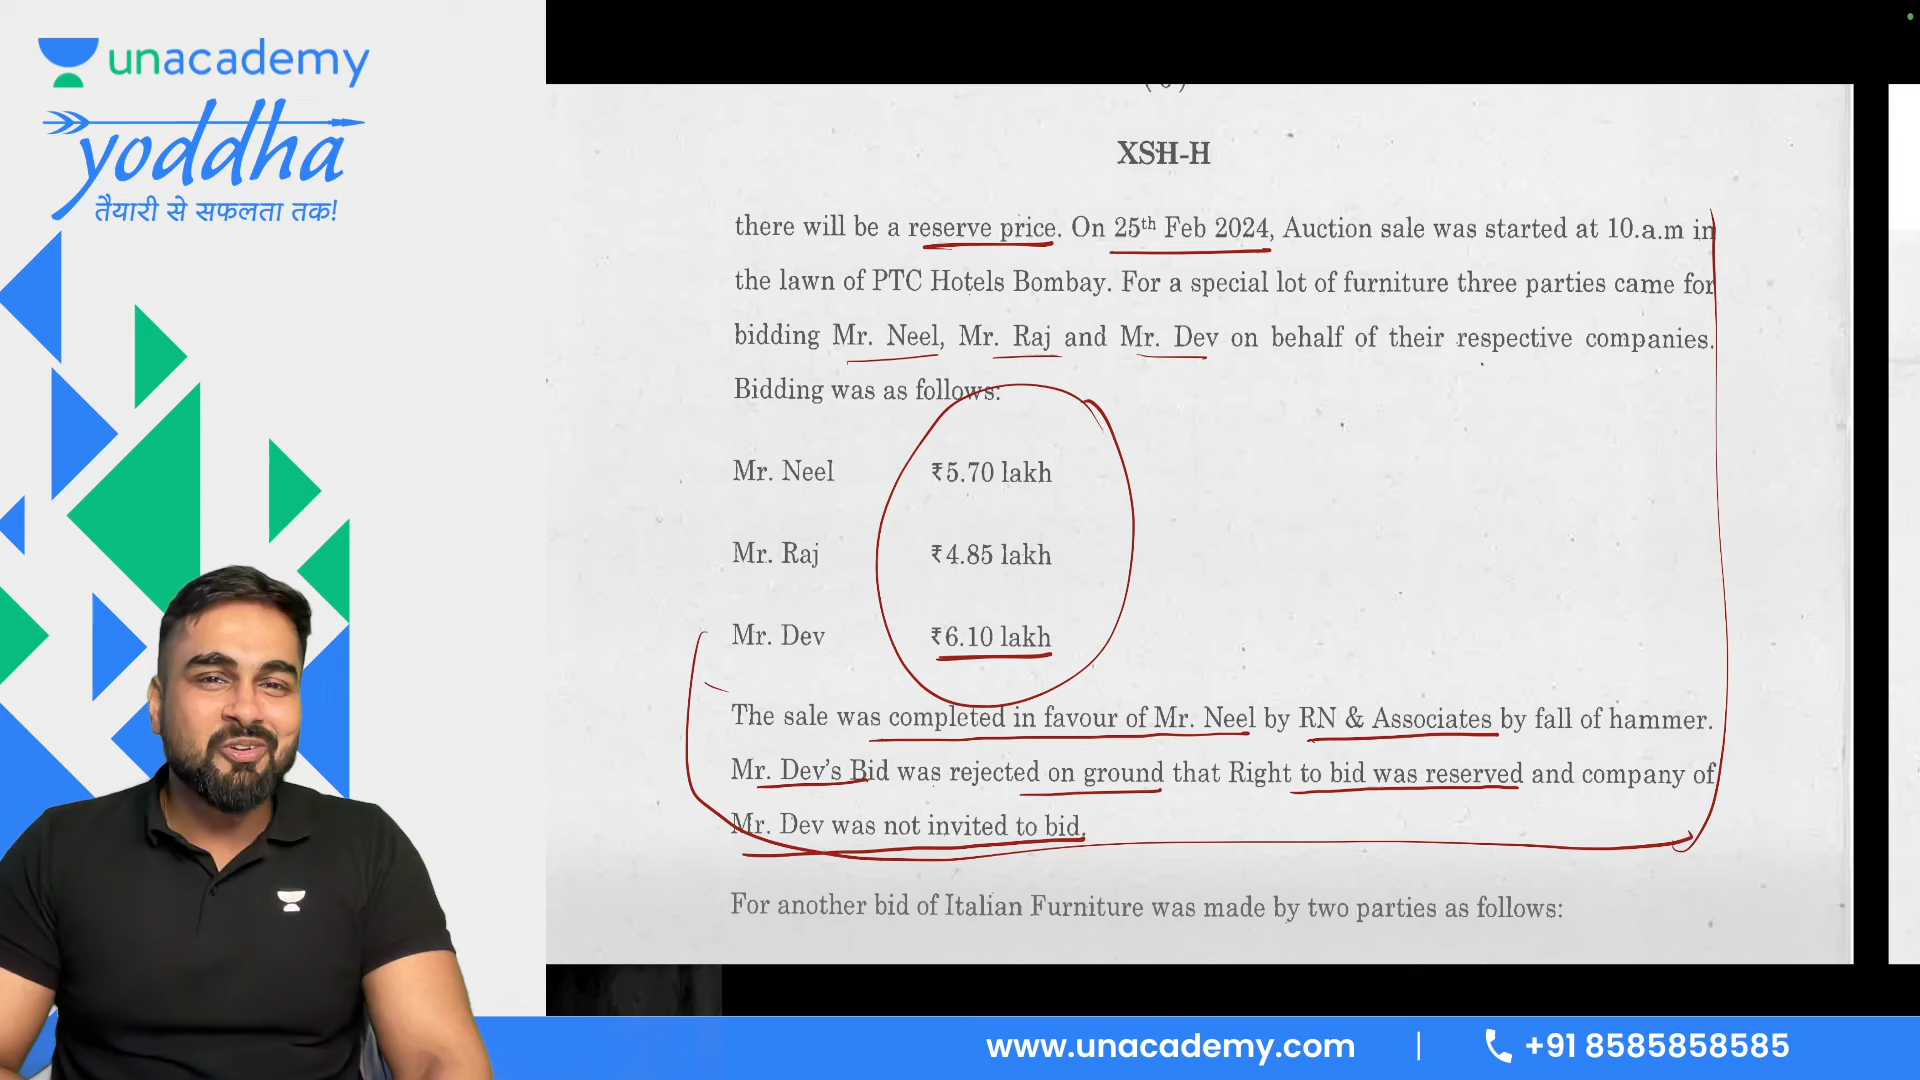 unacademy
yoddha
तैयारी से सफलता तक!
XSH-H
there will be a reserve price. On 25th Feb 2024, Auction sale was started at 10.a.m in
the lawn of PTC Hotels Bombay. For a special lot of furniture three parties came for
bidding Mr. Neel, Mr. Raj and Mr. Dev on behalf of their respective companies.
Bidding was as follows:
Mr. Neel ₹5.70 lakh
Mr. Raj ₹4.85 lakh
Mr. Dev ₹6.10 lakh
The sale was completed in favour of Mr. Neel by RN & Associates by fall of hammer.
Mr. Dev's Bid was rejected on ground that Right to bid was reserved and company of
Mr. Dev was not invited to bid.
For another bid of Italian Furniture was made by two parties as follows:
www.unacademy.com | +91 8585858585